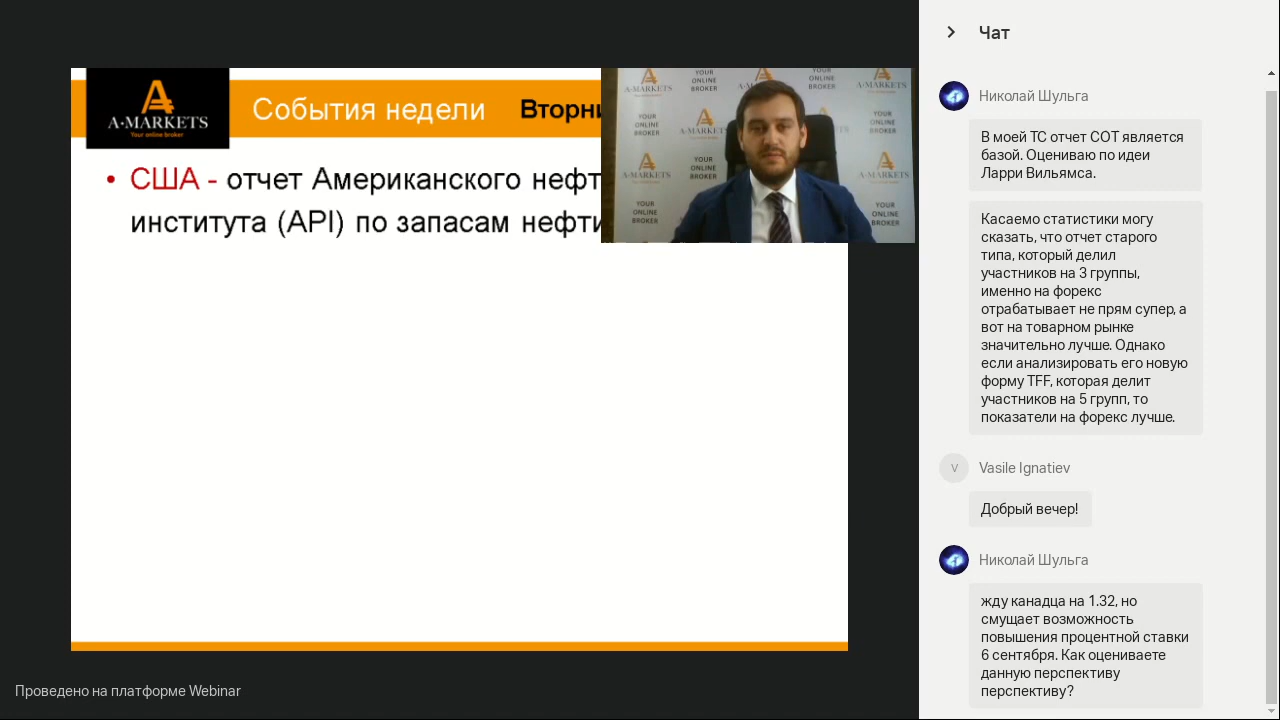 A·MARKETS
Your online broker
События недели Вторни
• США - отчет Американского нефт
института (API) по запасам нефти
YOUR ONLINE BROKER
A·MARKETS
Проведено на платформе Webinar
Чат
Николай Шульга
В моей ТС отчет СОТ является
базой. Оцениваю по идеи
Ларри Вильямса.
Касаемо статистики могу
сказать, что отчет старого
типа, который делил
участников на 3 группы,
именно на форекс
отрабатывает не прям супер, а
вот на товарном рынке
значительно лучше. Однако
если анализировать его новую
форму TFF, которая делит
участников на 5 групп, то
показатели на форекс лучше.
V
Vasile Ignatiev
Добрый вечер!
Николай Шульга
жду канадца на 1.32, но
смущает возможность
повышения процентной ставки
6 сентября. Как оцениваете
данную перспективу
перспективу?